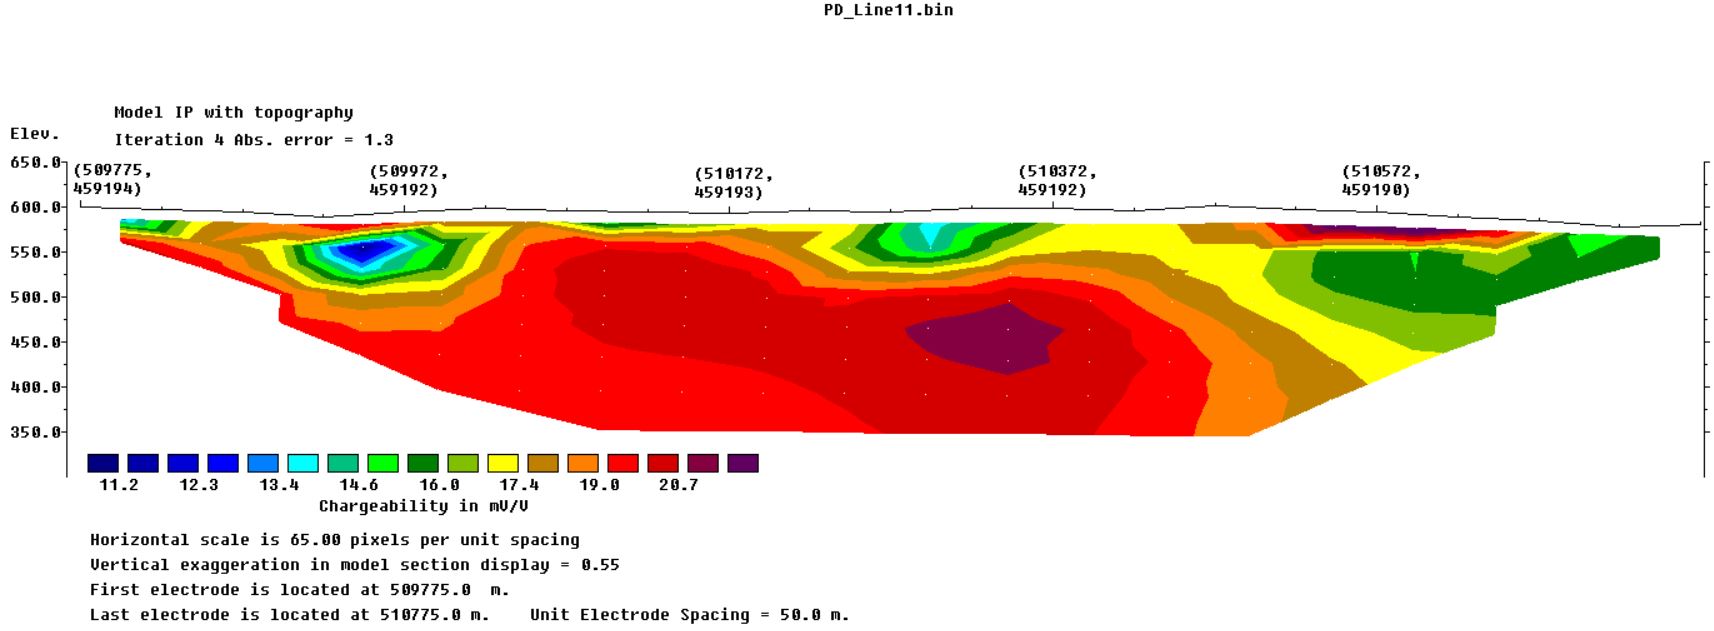 PD_Line11.bin
Model IP with topography
Elev.
Iteration 4 Abs. error = 1.3
650.0
(509775, 459194)
(509972, 459192)
(510172, 459193)
(510372, 459192)
(510572, 459190)
600.0
550.0
500.0
450.0
400.0
350.0
11.2 12.3 13.4 14.6 16.0 17.4 19.0 20.7
Chargeability in mV/V
Horizontal scale is 65.00 pixels per unit spacing
Vertical exaggeration in model section display = 0.55
First electrode is located at 509775.0 m.
Last electrode is located at 510775.0 m. Unit Electrode Spacing = 50.0 m.